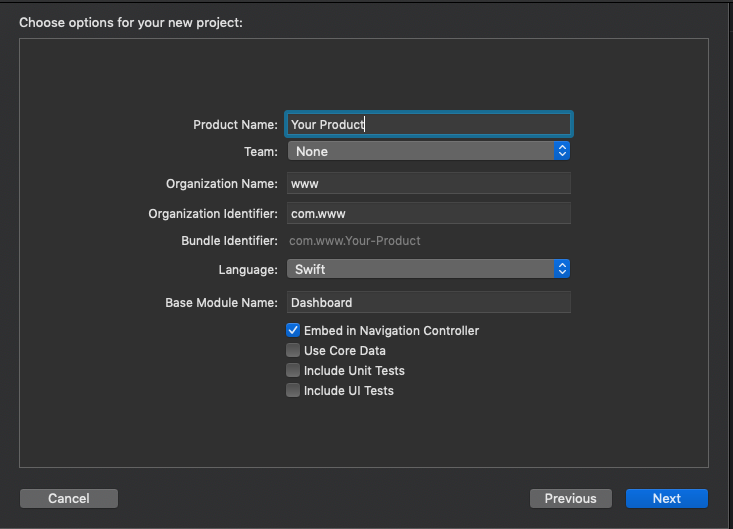 Choose options for your new project:
Product Name: Your Product
Team: None
Organization Name: www
Organization Identifier: com.www
Bundle Identifier: com.www.Your-Product
Language: Swift
Base Module Name: Dashboard
Embed in Navigation Controller
Use Core Data
Include Unit Tests
Include UI Tests
Cancel Previous Next